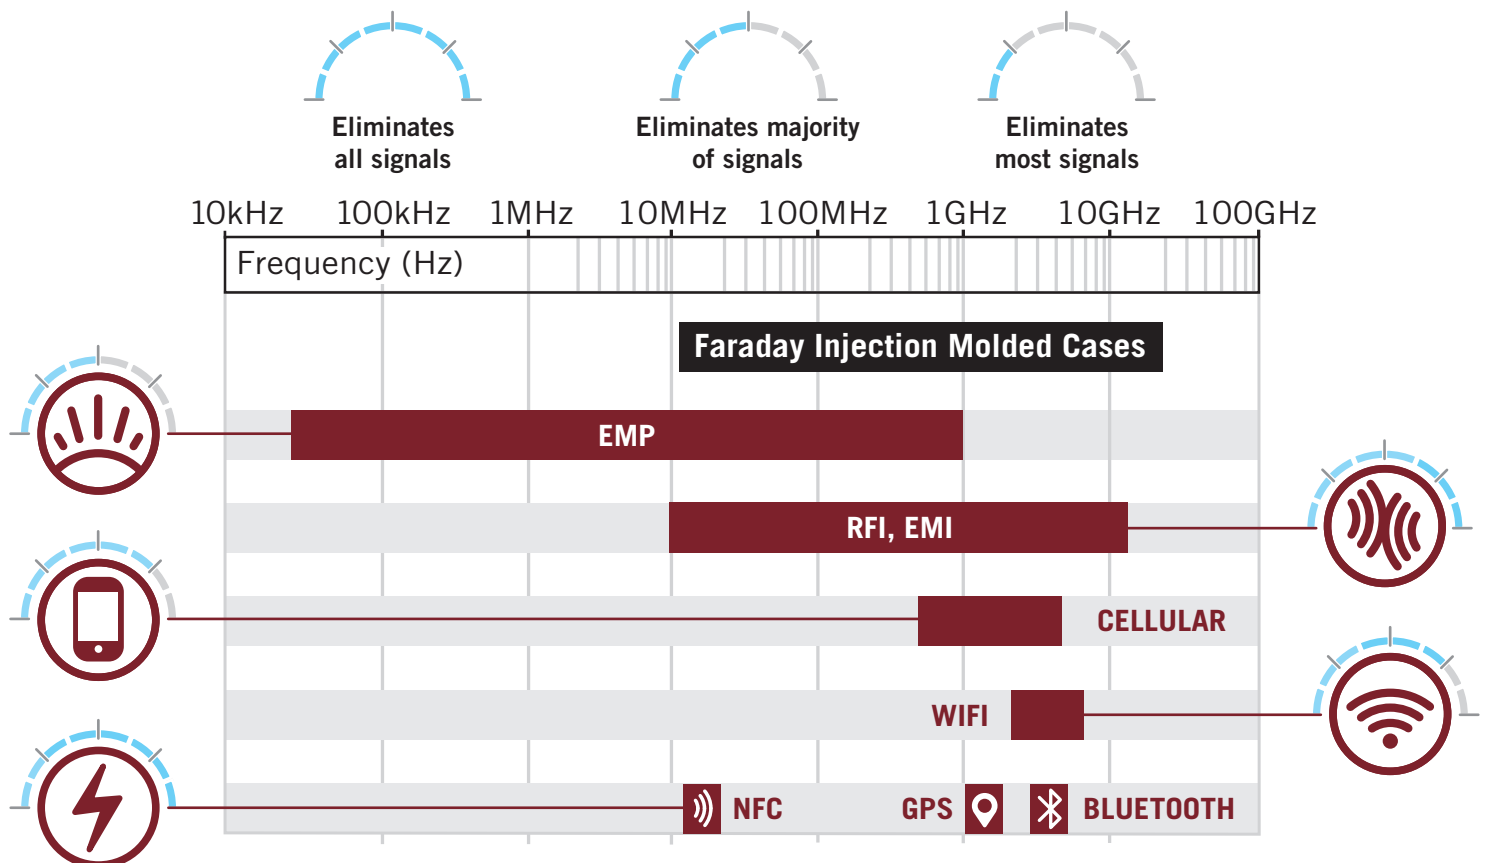 Eliminates
all signals
Eliminates majority
of signals
Eliminates
most signals
10kHz 100kHz 1MHz 10MHz 100MHz 1GHz 10GHz 100GHz
Frequency (Hz)
Faraday Injection Molded Cases
EMP
RFI, EMI
CELLULAR
WIFI
NFC GPS BLUETOOTH